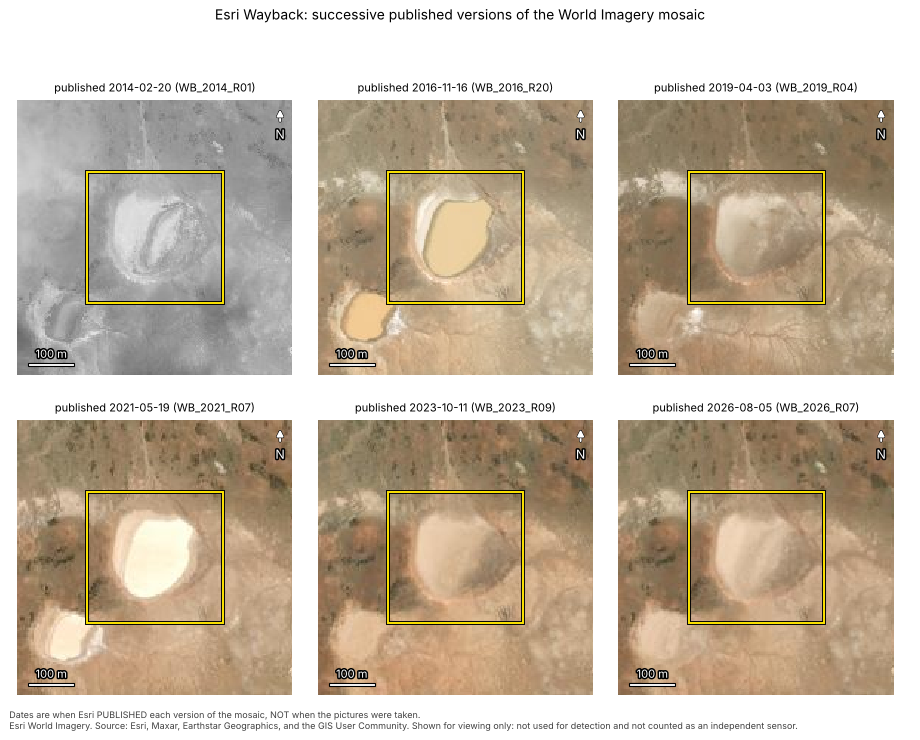 Esri Wayback: successive published versions of the World Imagery mosaic
published 2014-02-20 (WB_2014_R01)
published 2016-11-16 (WB_2016_R20)
published 2019-04-03 (WB_2019_R04)
N
N
N
100 m
100 m
100 m
published 2021-05-19 (WB_2021_R07)
published 2023-10-11 (WB_2023_R09)
published 2026-08-05 (WB_2026_R07)
N
N
N
100 m
100 m
100 m
Dates are when Esri PUBLISHED each version of the mosaic, NOT when the pictures were taken.
Esri World Imagery. Source: Esri, Maxar, Earthstar Geographics, and the GIS User Community. Shown for viewing only: not used for detection and not counted as an independent sensor.